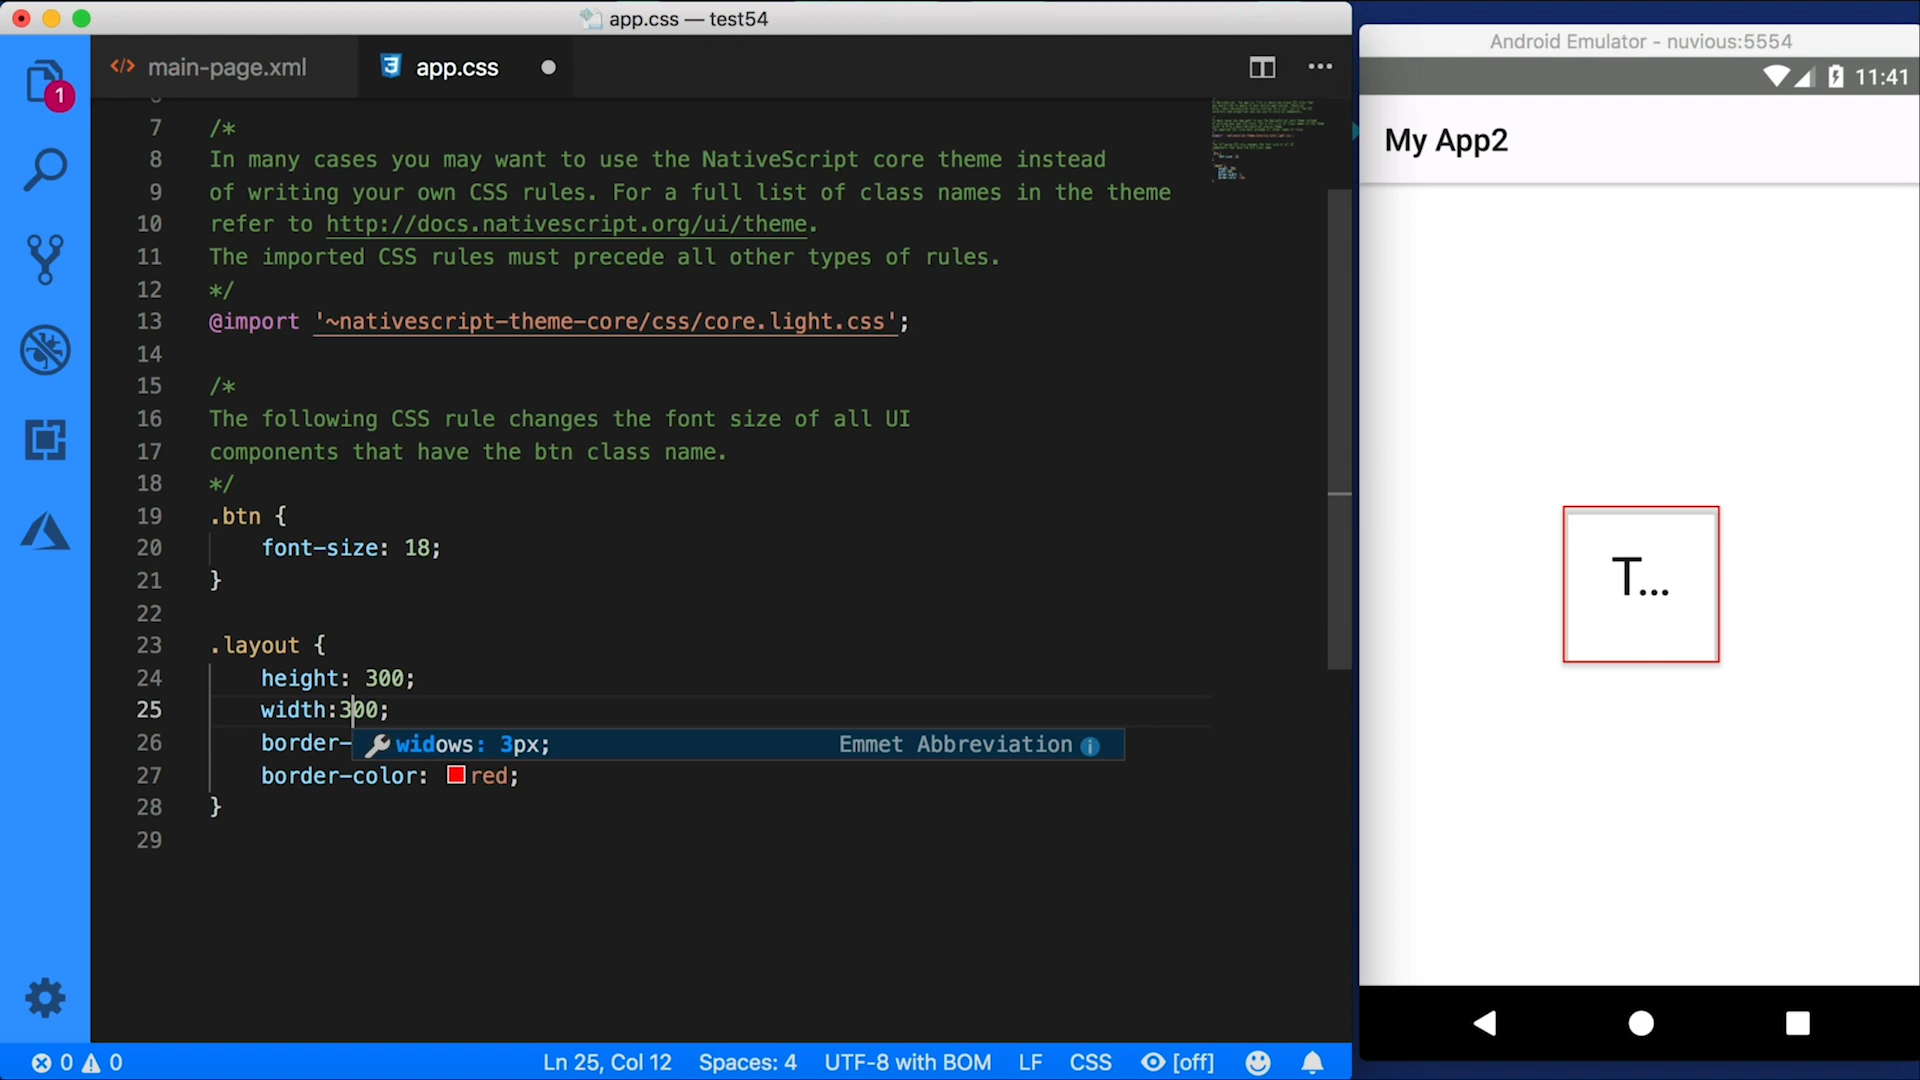 app.css — test54
main-page.xml
app.css
1
7 /*
8 In many cases you may want to use the NativeScript core theme instead
9 of writing your own CSS rules. For a full list of class names in the theme
10 refer to http://docs.nativescript.org/ui/theme.
11 The imported CSS rules must precede all other types of rules.
12 */
13 @import '~nativescript-theme-core/css/core.light.css';
14
15 /*
16 The following CSS rule changes the font size of all UI
17 components that have the btn class name.
18 */
19 .btn {
20 font-size: 18;
21 }
22
23 .layout {
24 height: 300;
25 width:300;
26 border-
widows: 3px; Emmet Abbreviation
27 border-color: red;
28 }
29
0 0
Ln 25, Col 12 Spaces: 4 UTF-8 with BOM LF CSS [off]
Android Emulator - nuvious:5554
11:41
My App2
T...